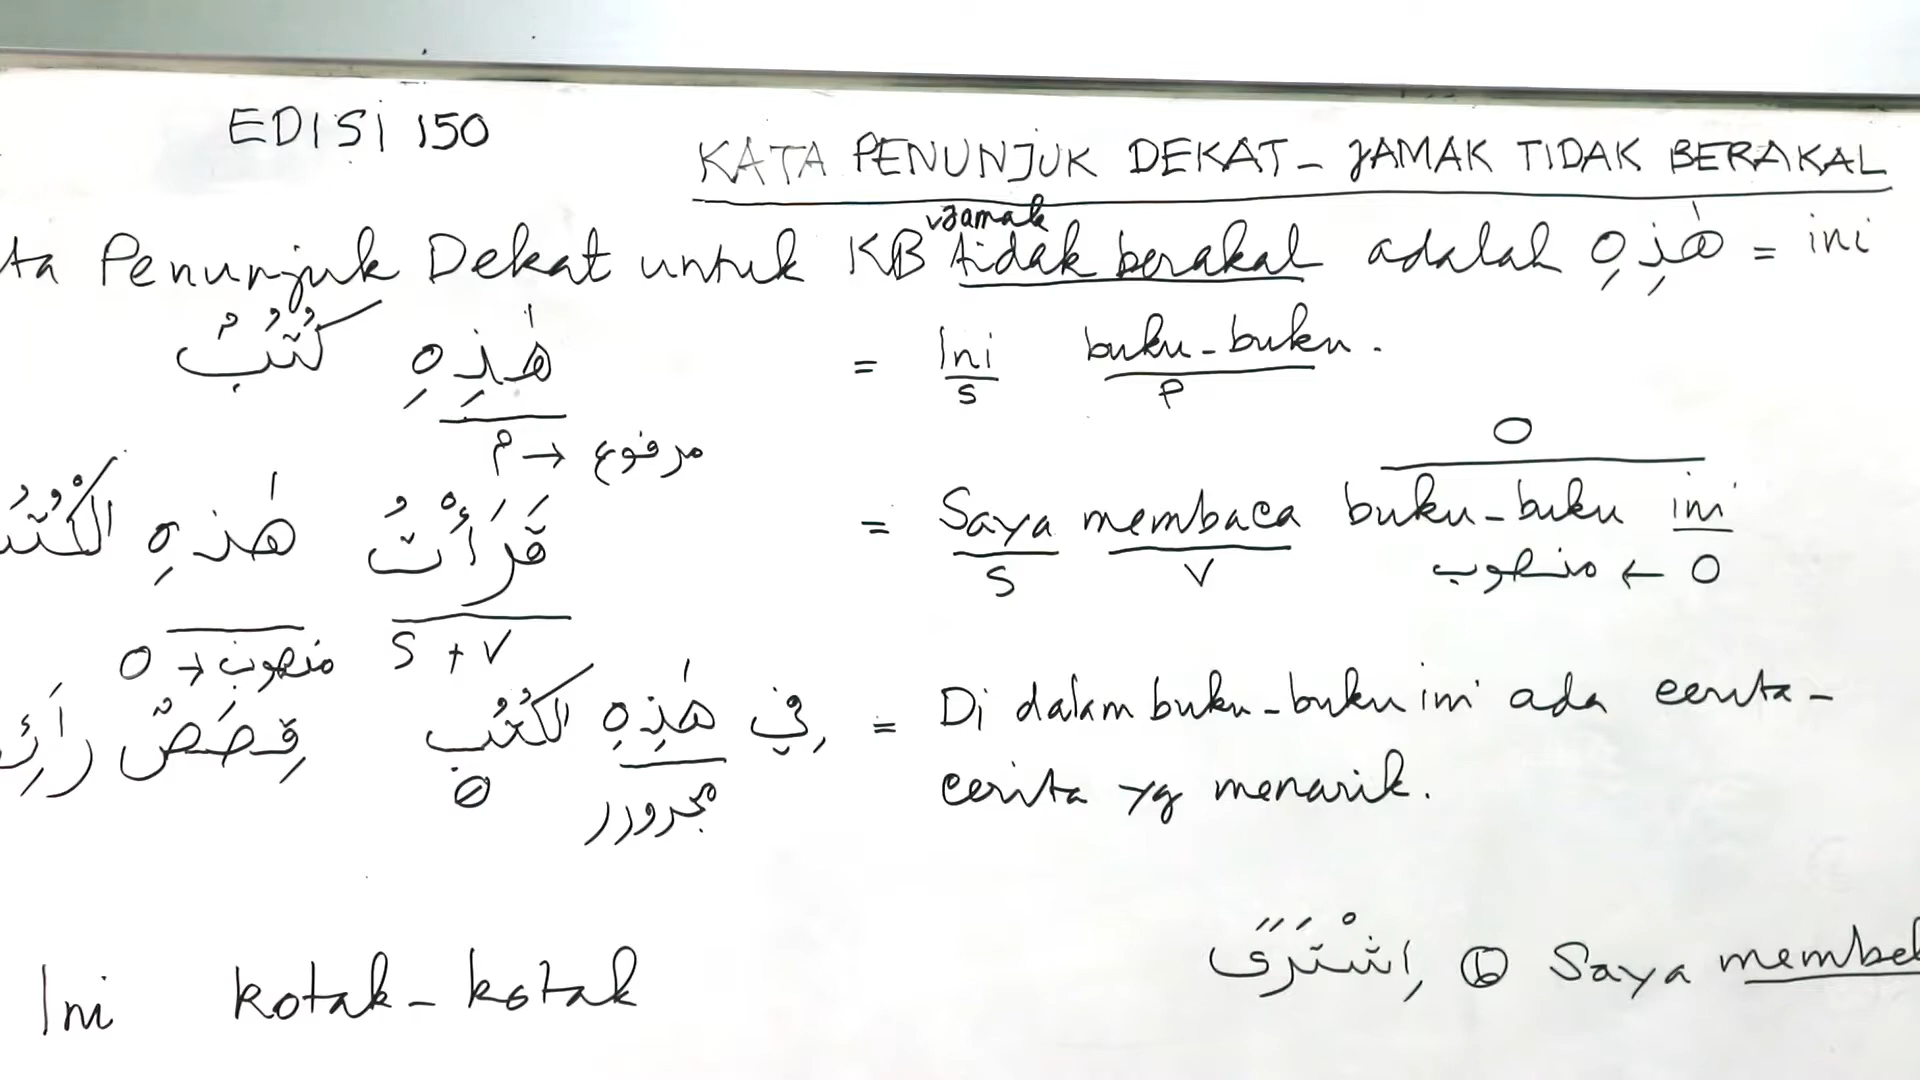 EDISI 150
KATA PENUNJUK DEKAT - JAMAK TIDAK BERAKAL
ta Penunjuk Dekat untuk KB jamak tidak berakal adalah هٰذِهِ = ini
هٰذِهِ كُتُبٌ = Ini buku-buku.
S P
م → مرفوع
O
قَرَأْتُ هٰذِهِ الْكُتُ = Saya membaca buku-buku ini
S V O → منصوب
S + V
O → منصوب
فِي هٰذِهِ الْكُتُبِ قِصَصٌ رَائِ = Di dalam buku-buku ini ada cerita-
cerita yg menarik.
مجرور
Ini kotak-kotak
b Saya membel
اِشْتَرَى